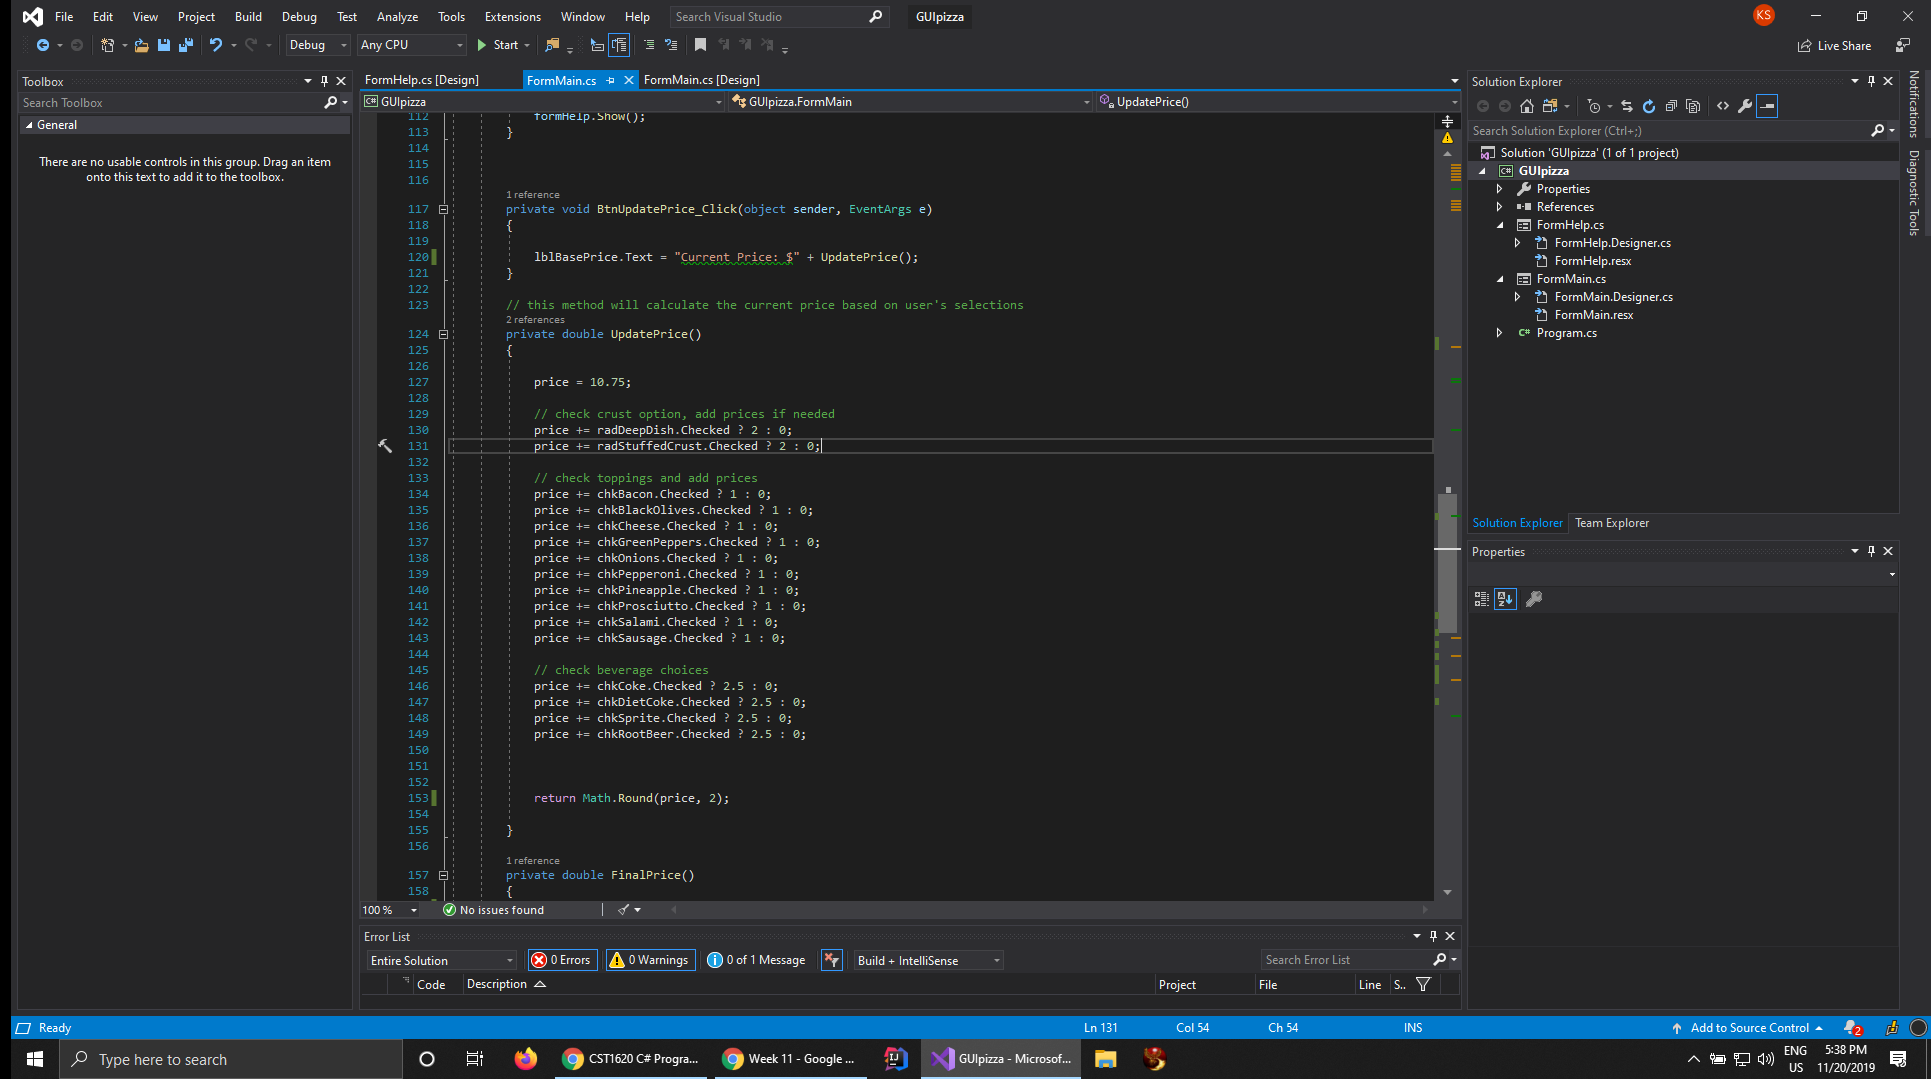 File Edit View Project Build Debug Test Analyze Tools Extensions Window Help Search Visual Studio GUIpizza KS
Debug Any CPU Start Live Share
Toolbox
Search Toolbox
General
There are no usable controls in this group. Drag an item
onto this text to add it to the toolbox.
FormHelp.cs [Design] FormMain.cs FormMain.cs [Design]
GUIpizza GUIpizza.FormMain UpdatePrice()
112 formHelp.Show();
113 }
114
115
116
1 reference
117 private void BtnUpdatePrice_Click(object sender, EventArgs e)
118 {
119
120 lblBasePrice.Text = "Current Price: $" + UpdatePrice();
121 }
122
123 // this method will calculate the current price based on user's selections
2 references
124 private double UpdatePrice()
125 {
126
127 price = 10.75;
128
129 // check crust option, add prices if needed
130 price += radDeepDish.Checked ? 2 : 0;
131 price += radStuffedCrust.Checked ? 2 : 0;
132
133 // check toppings and add prices
134 price += chkBacon.Checked ? 1 : 0;
135 price += chkBlackOlives.Checked ? 1 : 0;
136 price += chkCheese.Checked ? 1 : 0;
137 price += chkGreenPeppers.Checked ? 1 : 0;
138 price += chkOnions.Checked ? 1 : 0;
139 price += chkPepperoni.Checked ? 1 : 0;
140 price += chkPineapple.Checked ? 1 : 0;
141 price += chkProsciutto.Checked ? 1 : 0;
142 price += chkSalami.Checked ? 1 : 0;
143 price += chkSausage.Checked ? 1 : 0;
144
145 // check beverage choices
146 price += chkCoke.Checked ? 2.5 : 0;
147 price += chkDietCoke.Checked ? 2.5 : 0;
148 price += chkSprite.Checked ? 2.5 : 0;
149 price += chkRootBeer.Checked ? 2.5 : 0;
150
151
152
153 return Math.Round(price, 2);
154
155 }
156
1 reference
157 private double FinalPrice()
158 {
100 % No issues found
Error List
Entire Solution 0 Errors 0 Warnings 0 of 1 Message Build + IntelliSense Search Error List
Code Description Project File Line S..
Solution Explorer
Search Solution Explorer (Ctrl+;)
Solution 'GUIpizza' (1 of 1 project)
C# GUIpizza
Properties
References
FormHelp.cs
FormHelp.Designer.cs
FormHelp.resx
FormMain.cs
FormMain.Designer.cs
FormMain.resx
C# Program.cs
Solution Explorer Team Explorer
Properties
Notifications
Diagnostic Tools
Ready Ln 131 Col 54 Ch 54 INS Add to Source Control 2
Type here to search CST1620 C# Progra... Week 11 - Google ... GUIpizza - Microsof... ENG US 5:38 PM 11/20/2019